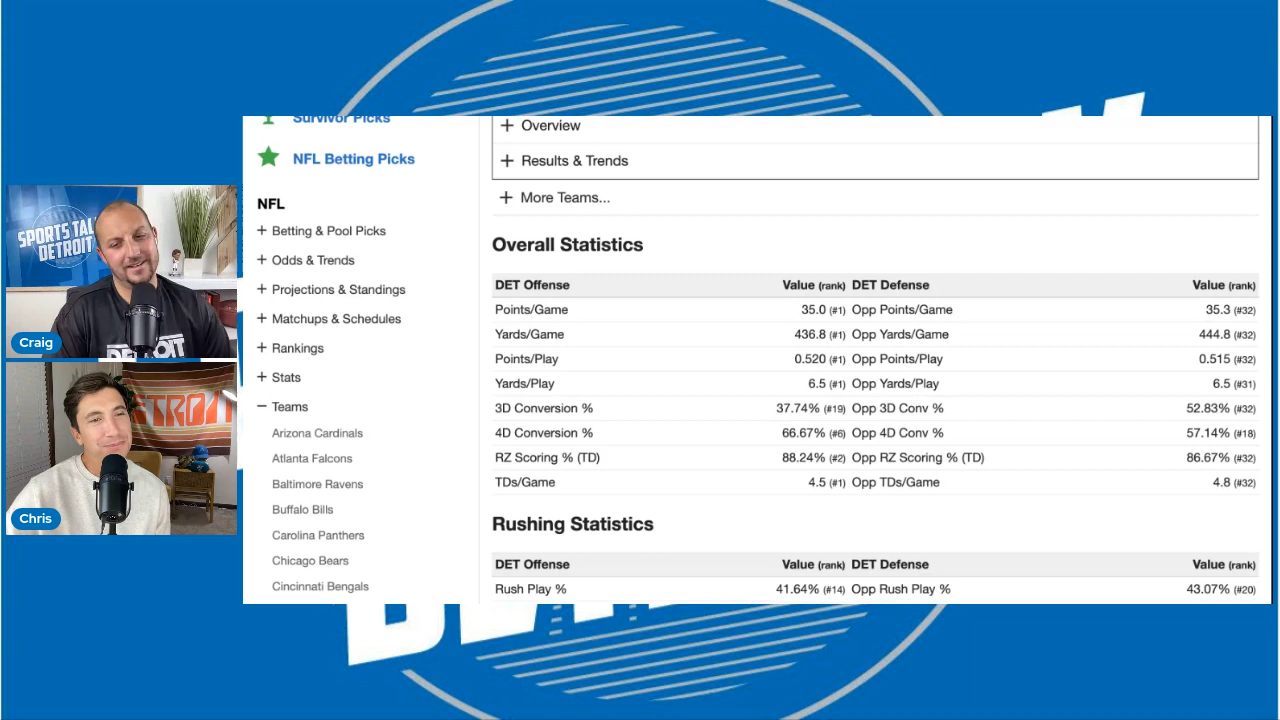 Survivor Picks
NFL Betting Picks
NFL
+ Betting & Pool Picks
+ Odds & Trends
+ Projections & Standings
+ Matchups & Schedules
+ Rankings
+ Stats
− Teams
Arizona Cardinals
Atlanta Falcons
Baltimore Ravens
Buffalo Bills
Carolina Panthers
Chicago Bears
Cincinnati Bengals
+ Overview
+ Results & Trends
+ More Teams...
Overall Statistics
DET Offense Value (rank) DET Defense Value (rank)
Points/Game 35.0 (#1) Opp Points/Game 35.3 (#32)
Yards/Game 436.8 (#1) Opp Yards/Game 444.8 (#32)
Points/Play 0.520 (#1) Opp Points/Play 0.515 (#32)
Yards/Play 6.5 (#1) Opp Yards/Play 6.5 (#31)
3D Conversion % 37.74% (#19) Opp 3D Conv % 52.83% (#32)
4D Conversion % 66.67% (#6) Opp 4D Conv % 57.14% (#18)
RZ Scoring % (TD) 88.24% (#2) Opp RZ Scoring % (TD) 86.67% (#32)
TDs/Game 4.5 (#1) Opp TDs/Game 4.8 (#32)
Rushing Statistics
DET Offense Value (rank) DET Defense Value (rank)
Rush Play % 41.64% (#14) Opp Rush Play % 43.07% (#20)
SPORTS TAL
DETROIT
DETROIT
Craig
TROIT
Chris